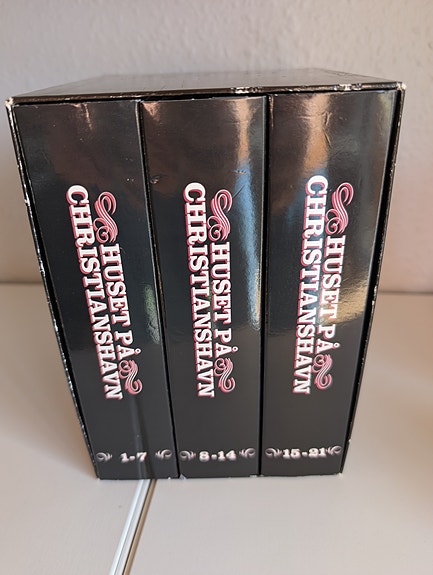 HUSET PÅ
CHRISTIANSHAVN
1-7
HUSET PÅ
CHRISTIANSHAVN
8-14
HUSET PÅ
CHRISTIANSHAVN
15-21